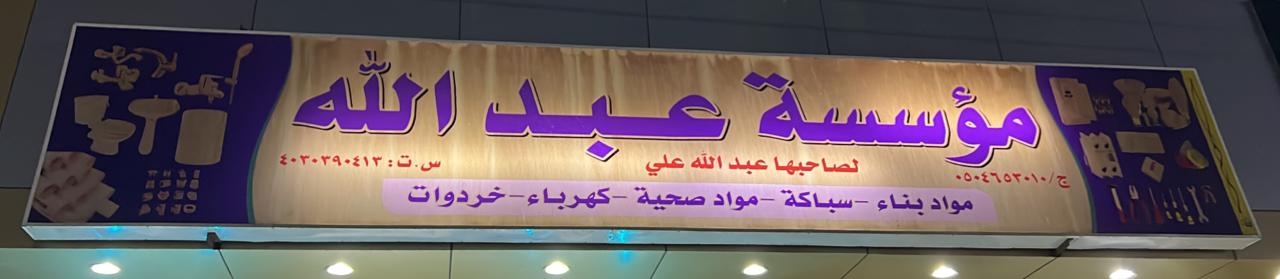 مؤسسة عبد الله
لصاحبها عبد الله علي
ج/٠٥٠٤٦٥٣٠١٠
س.ت: ٤٠٣٠٣٩٠٤١٣
مواد بناء - سباكة - مواد صحية - كهرباء - خردوات